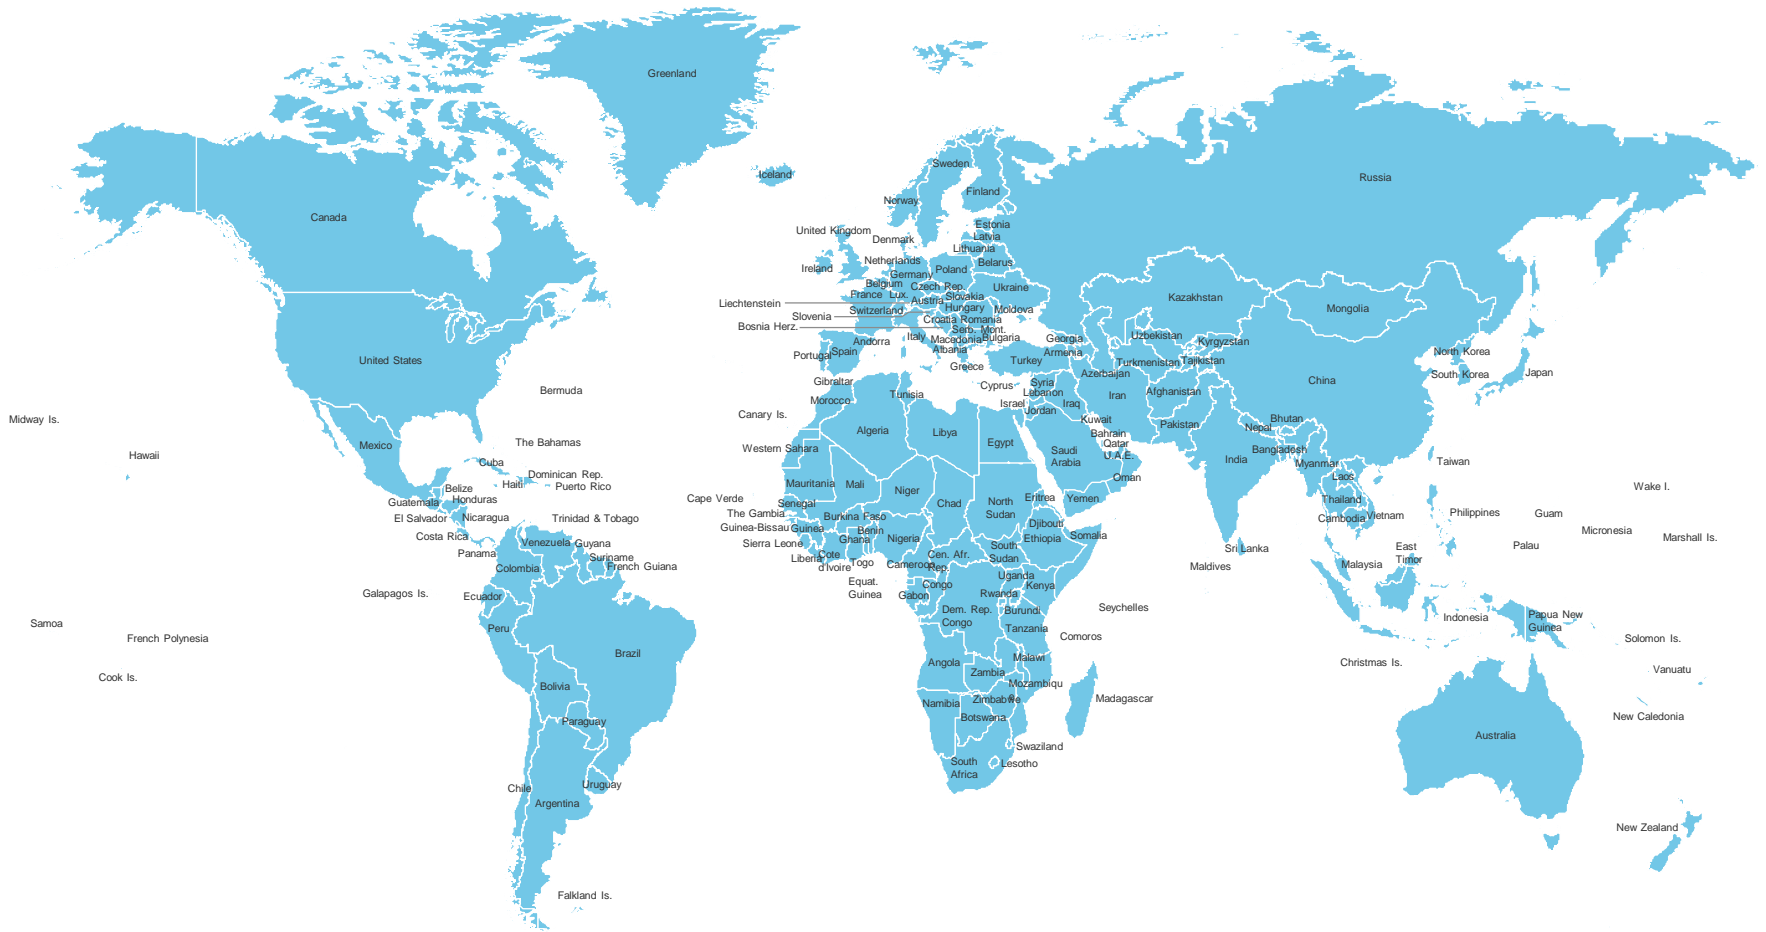 Greenland
Iceland
Sweden
Finland
Norway
Russia
Canada
Estonia
United Kingdom
Denmark
Latvia
Lithuania
Netherlands
Belarus
Ireland
Germany
Poland
Belgium
Czech Rep.
Ukraine
France
Lux.
Slovakia
Kazakhstan
Liechtenstein
Austria
Hungary
Moldova
Mongolia
Slovenia
Switzerland
Croatia
Romania
Bosnia Herz.
Serb. Mont.
Italy
Macedonia
Bulgaria
Georgia
Uzbekistan
Kyrgyzstan
Andorra
Albania
Armenia
North Korea
Portugal
Spain
Greece
Turkey
Turkmenistan
Tajikistan
United States
Azerbaijan
South Korea
Japan
Gibraltar
Cyprus
Syria
China
Bermuda
Tunisia
Lebanon
Iran
Afghanistan
Morocco
Israel
Jordan
Iraq
Midway Is.
Canary Is.
Kuwait
Pakistan
Bhutan
Nepal
Algeria
Libya
Egypt
Bahrain
Mexico
The Bahamas
Western Sahara
Saudi
Arabia
Qatar
U.A.E.
Bangladesh
Hawaii
Cuba
India
Myanmar
Taiwan
Dominican Rep.
Haiti
Puerto Rico
Belize
Mauritania
Mali
Niger
Oman
Laos
Wake I.
Guatemala
Honduras
Cape Verde
Senegal
Chad
North
Sudan
Eritrea
Yemen
Thailand
El Salvador
Nicaragua
Trinidad & Tobago
The Gambia
Burkina Faso
Djibouti
Cambodia
Vietnam
Philippines
Guam
Guinea-Bissau
Guinea
Benin
Micronesia
Costa Rica
Venezuela
Guyana
Sierra Leone
Ghana
Nigeria
Ethiopia
Somalia
Marshall Is.
Panama
Suriname
Liberia
Cote
d'Ivoire
Togo
Cen. Afr.
Rep.
South
Sudan
Sri Lanka
East
Timor
Palau
Colombia
French Guiana
Cameroon
Maldives
Malaysia
Equat.
Guinea
Uganda
Congo
Kenya
Galapagos Is.
Ecuador
Gabon
Rwanda
Dem. Rep.
Congo
Burundi
Seychelles
Samoa
Peru
Tanzania
Indonesia
Papua New
Guinea
French Polynesia
Comoros
Solomon Is.
Brazil
Angola
Malawi
Christmas Is.
Cook Is.
Zambia
Vanuatu
Bolivia
Mozambiqu
e
Namibia
Zimbabwe
Madagascar
Paraguay
Botswana
New Caledonia
Swaziland
Australia
South
Africa
Lesotho
Chile
Uruguay
Argentina
New Zealand
Falkland Is.